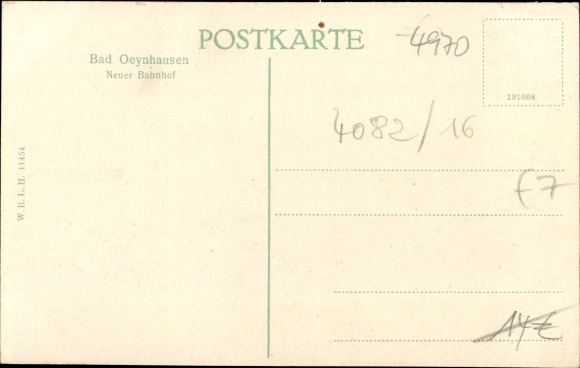 POSTKARTE
Bad Oeynhausen
Neuer Bahnhof
4970
191008
4082/16
W. B. L. H. 11454
f7
14€